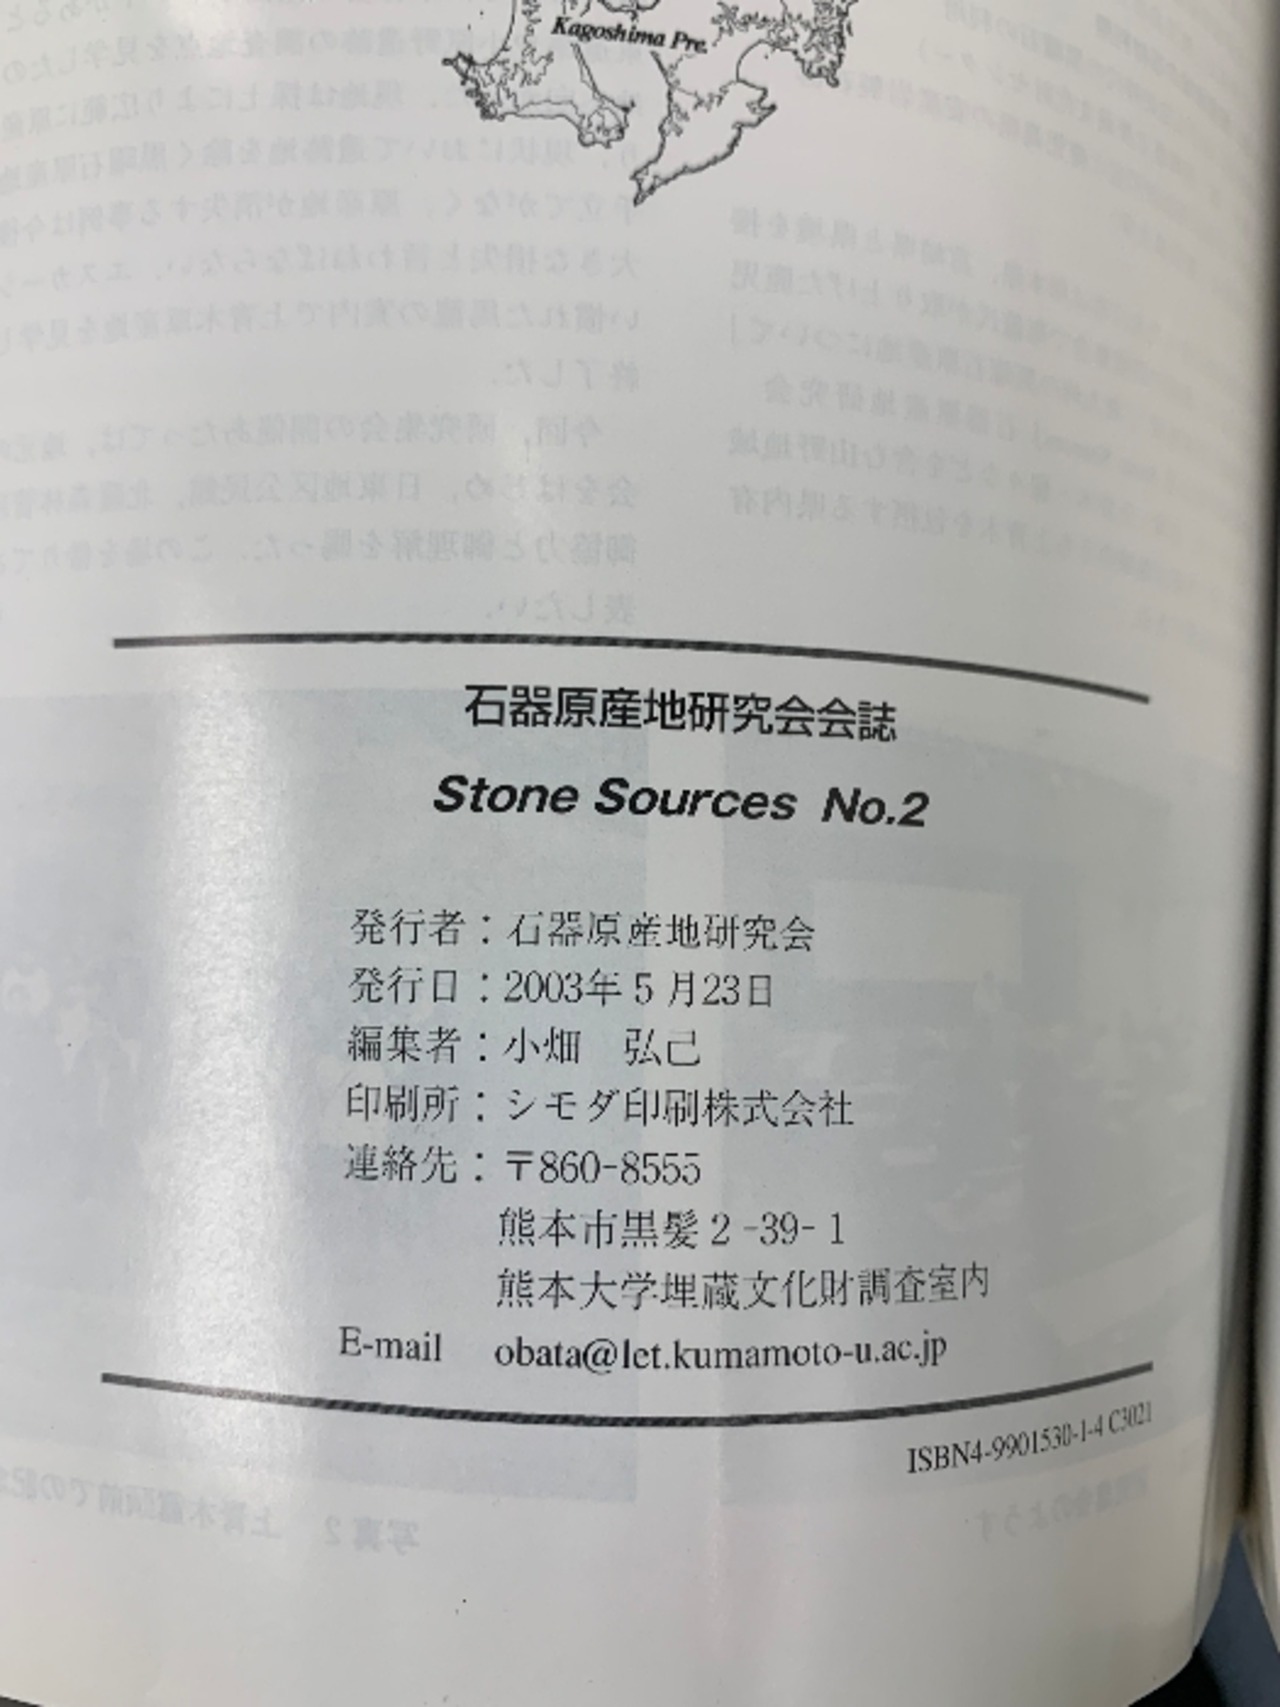 Kagoshima Pre.
石器原産地研究会会誌
Stone Sources No.2
発行者：石器原産地研究会
発行日：2003年5月23日
編集者：小畑　弘己
印刷所：シモダ印刷株式会社
連絡先：〒860-8555
熊本市黒髪2-39-1
熊本大学埋蔵文化財調査室内
E-mail obata@let.kumamoto-u.ac.jp
ISBN4-9901530-1-4 C3021